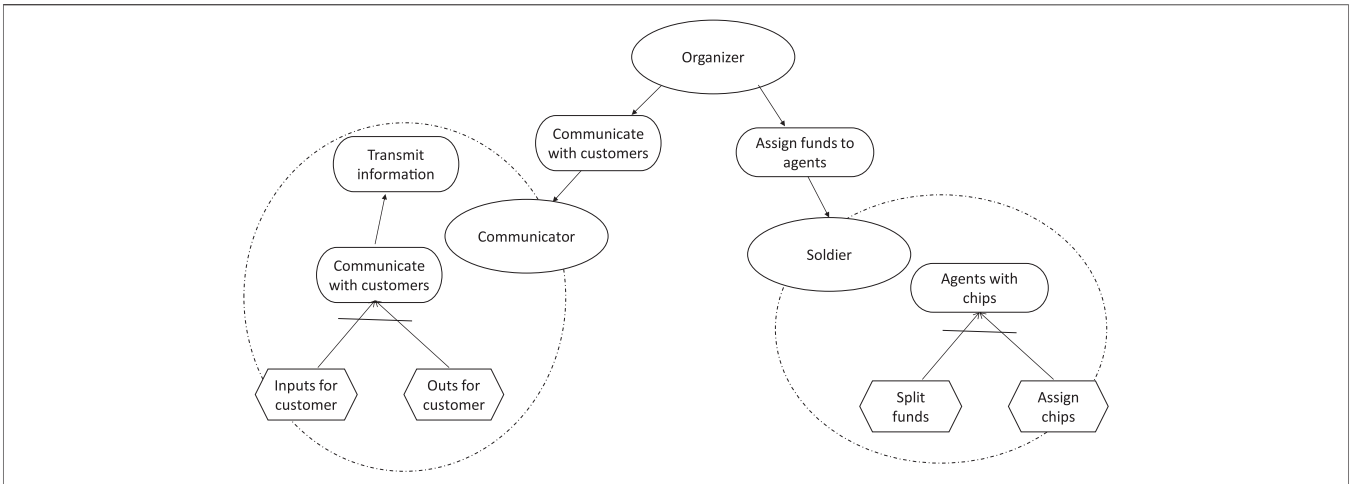 Organizer
Communicate
with customers
Assign funds to
agents
Transmit
information
Communicator
Soldier
Communicate
with customers
Agents with
chips
Inputs for
customer
Outs for
customer
Split
funds
Assign
chips